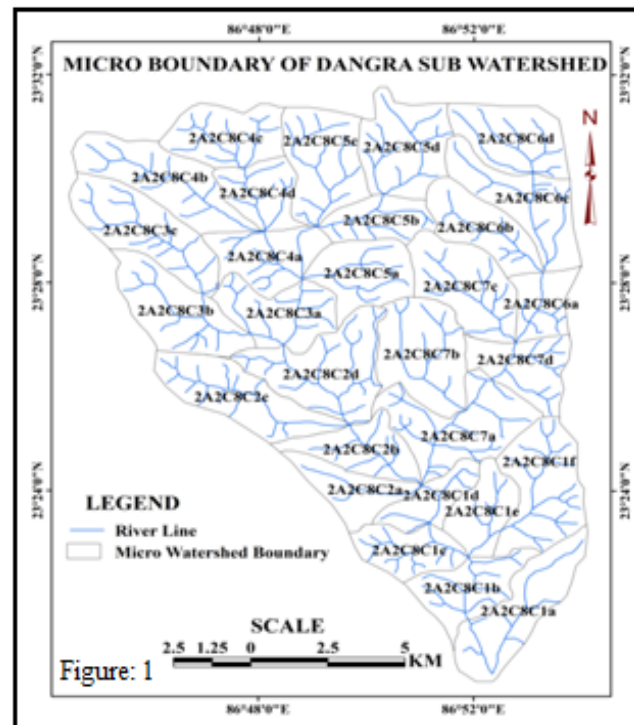 86°48'0"E 86°52'0"E
MICRO BOUNDARY OF DANGRA SUB WATERSHED
23°32'0"N 23°32'0"N
N
2A2C8C4c 2A2C8C5c 2A2C8C5d 2A2C8C6d
2A2C8C4b 2A2C8C4d 2A2C8C6c
2A2C8C3c 2A2C8C5b 2A2C8C6b
2A2C8C4a 2A2C8C5a 2A2C8C7c
23°28'0"N 23°28'0"N
2A2C8C3b 2A2C8C3a 2A2C8C6a
2A2C8C7b 2A2C8C7d
2A2C8C2d
2A2C8C2c
2A2C8C2b 2A2C8C7a
2A2C8C1f
2A2C8C2a 2A2C8C1d
23°24'0"N 23°24'0"N
2A2C8C1e
2A2C8C1c
2A2C8C1b
2A2C8C1a
LEGEND
River Line
Micro Watershed Boundary
SCALE
2.5 1.25 0 2.5 5
KM
Figure: 1
86°48'0"E 86°52'0"E